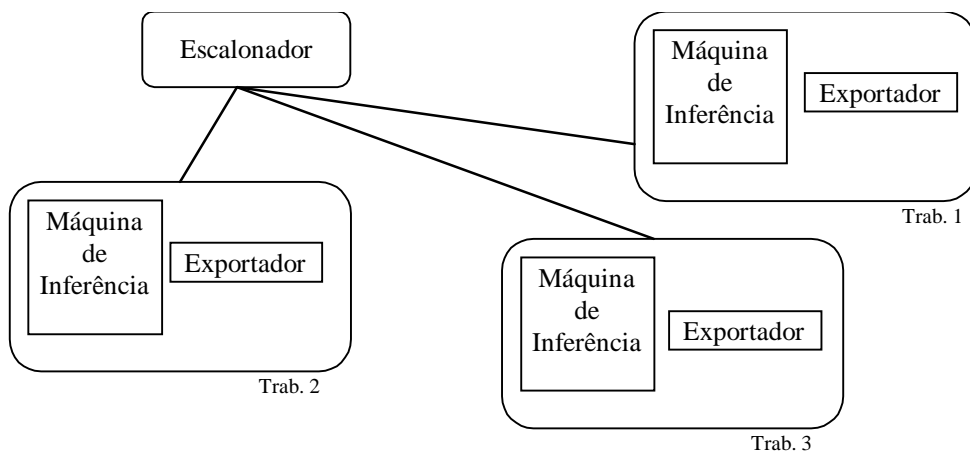 Escalonador
Máquina
de
Inferência
Exportador
Trab. 1
Máquina
de
Inferência
Exportador
Trab. 2
Máquina
de
Inferência
Exportador
Trab. 3